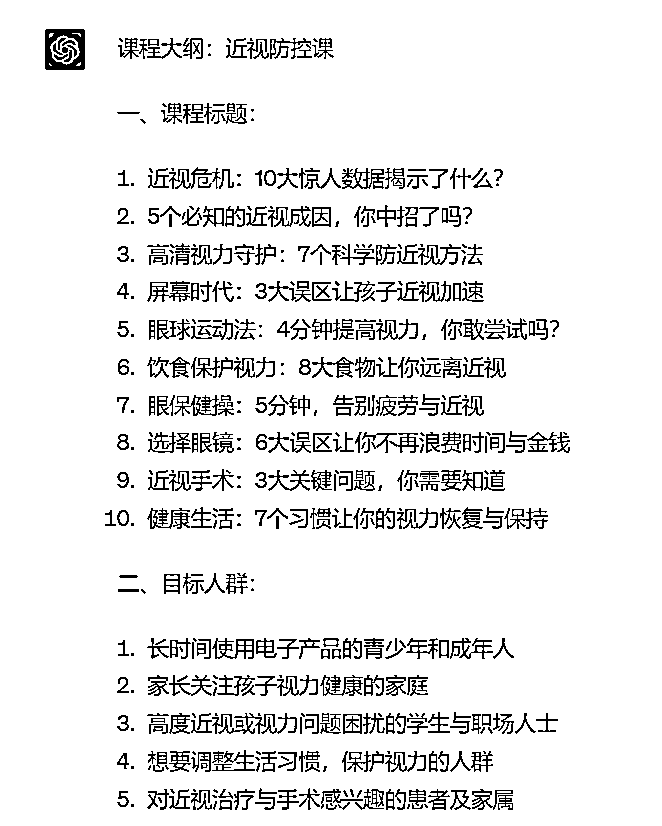 课程大纲：近视防控课
一、课程标题：
1. 近视危机：10大惊人数据揭示了什么？
2. 5个必知的近视成因，你中招了吗？
3. 高清视力守护：7个科学防近视方法
4. 屏幕时代：3大误区让孩子近视加速
5. 眼球运动法：4分钟提高视力，你敢尝试吗？
6. 饮食保护视力：8大食物让你远离近视
7. 眼保健操：5分钟，告别疲劳与近视
8. 选择眼镜：6大误区让你不再浪费时间与金钱
9. 近视手术：3大关键问题，你需要知道
10. 健康生活：7个习惯让你的视力恢复与保持
二、目标人群：
1. 长时间使用电子产品的青少年和成年人
2. 家长关注孩子视力健康的家庭
3. 高度近视或视力问题困扰的学生与职场人士
4. 想要调整生活习惯，保护视力的人群
5. 对近视治疗与手术感兴趣的患者及家属